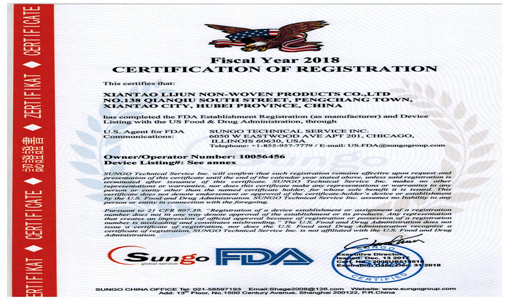 Fiscal Year 2018
CERTIFICATION OF REGISTRATION
This certifies that:
XIANTAO LIJUN NON-WOVEN PRODUCTS CO.,LTD
NO.138 QIANQIU SOUTH STREET, PENGCHANG TOWN,
XIANTAO CITY, HUBEI PROVINCE, CHINA
has completed the FDA Establishment Registration (as manufacturer) and Device
Listing with the US Food & Drug Administration, through
U.S. Agent for FDA SUNGO TECHNICAL SERVICE INC.
Communications: 6050 W EASTWOOD AVE APT 201, CHICAGO,
ILLINOIS 60630, USA
Telephone: +1-855-957-7779 / E-mail: US.FDA@sungogroup.com
Owner/Operator Number: 10056456
Device Listing#: See annex
SUNGO Technical Service Inc. will confirm that such registration remains effective upon request and
presentation of this certificate until the end of the calendar year stated above, unless said registration is
terminated after issuance of this certificate. SUNGO Technical Service Inc. makes no other
representations or warranties, nor does this certificate make any representations or warranties to any
person or entity other than the named certificate holder, for whose sole benefit it is issued. This
certificate does not denote endorsement or approval of the certificate-holder's device or establishment
by the U.S. Food and Drug Administration. SUNGO Technical Service Inc. assumes no liability to any
person or entity in connection with the foregoing.
Pursuant to 21 CFR 807.39, "Registration of a device establishment or assignment of a registration
number does not in any way denote approval of the establishment or its products. Any representation
that creates an impression of official approval because of registration or possession of a registration
number is misleading and constitutes misbranding." The U.S. Food and Drug Administration does not
issue a certificate of registration, nor does the U.S. Food and Drug Administration recognize a
certificate of registration. SUNGO Technical Service Inc. is not affiliated with the U.S. Food and Drug
Administration.
Sungo FDA
Executive Director
SUNGO CHINA OFFICE Tel: 021-58597193 Email:Shaga2008@126.com Website: www.sungogroup.com
Add: 13th Floor, No.1500 Century Avenue, Shanghai 200122, P.R.China
CERTIFICATE
ZERTIFIKAT
CERTIFICATE
CERTIFICATE